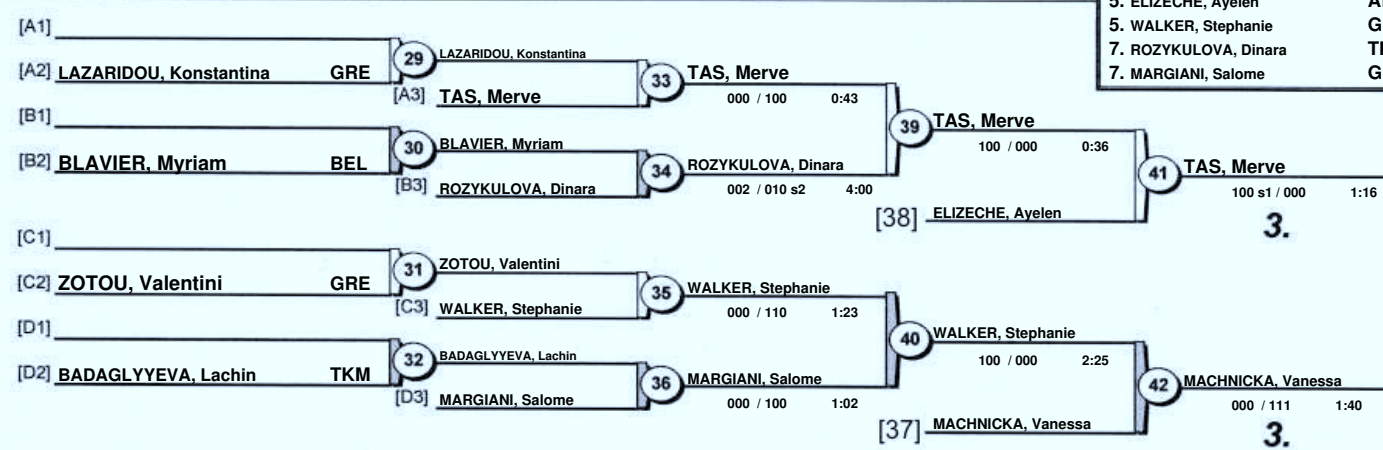 5. ELIZECHE, Ayelen
5. WALKER, Stephanie G
7. ROZYKULOVA, Dinara
7. MARGIANI, Salome G
[A1]
[A2] LAZARIDOU, Konstantina GRE
29
LAZARIDOU, Konstantina
[A3] TAS, Merve
33
TAS, Merve
000 / 100 0:43
[B1]
[B2] BLAVIER, Myriam BEL
30
BLAVIER, Myriam
[B3] ROZYKULOVA, Dinara
34
ROZYKULOVA, Dinara
002 / 010 s2 4:00
39
TAS, Merve
100 / 000 0:36
[38] ELIZECHE, Ayelen
41
TAS, Merve
100 s1 / 000 1:16
3.
[C1]
[C2] ZOTOU, Valentini GRE
31
ZOTOU, Valentini
[C3] WALKER, Stephanie
35
WALKER, Stephanie
000 / 110 1:23
[D1]
[D2] BADAGLYYEVA, Lachin TKM
32
BADAGLYYEVA, Lachin
[D3] MARGIANI, Salome
36
MARGIANI, Salome
000 / 100 1:02
40
WALKER, Stephanie
100 / 000 2:25
[37] MACHNICKA, Vanessa
42
MACHNICKA, Vanessa
000 / 111 1:40
3.